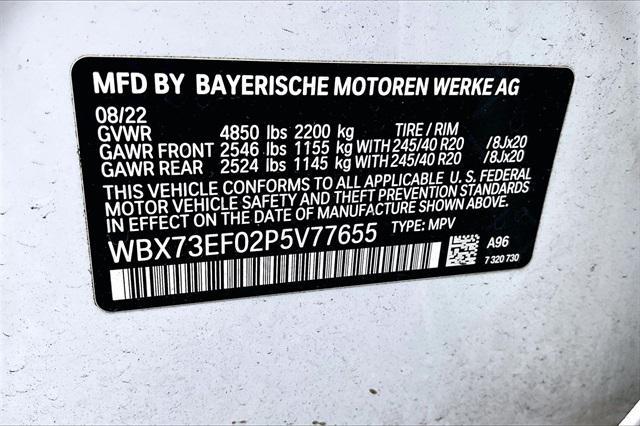 MFD BY BAYERISCHE MOTOREN WERKE AG
08/22
GVWR 4850 lbs 2200 kg TIRE / RIM
GAWR FRONT 2546 lbs 1155 kg WITH 245/40 R20 /8Jx20
GAWR REAR 2524 lbs 1145 kg WITH 245/40 R20 /8Jx20
THIS VEHICLE CONFORMS TO ALL APPLICABLE U. S. FEDERAL
MOTOR VEHICLE SAFETY AND THEFT PREVENTION STANDARDS
IN EFFECT ON THE DATE OF MANUFACTURE SHOWN ABOVE.
WBX73EF02P5V77655 TYPE: MPV
A96
7 320 730